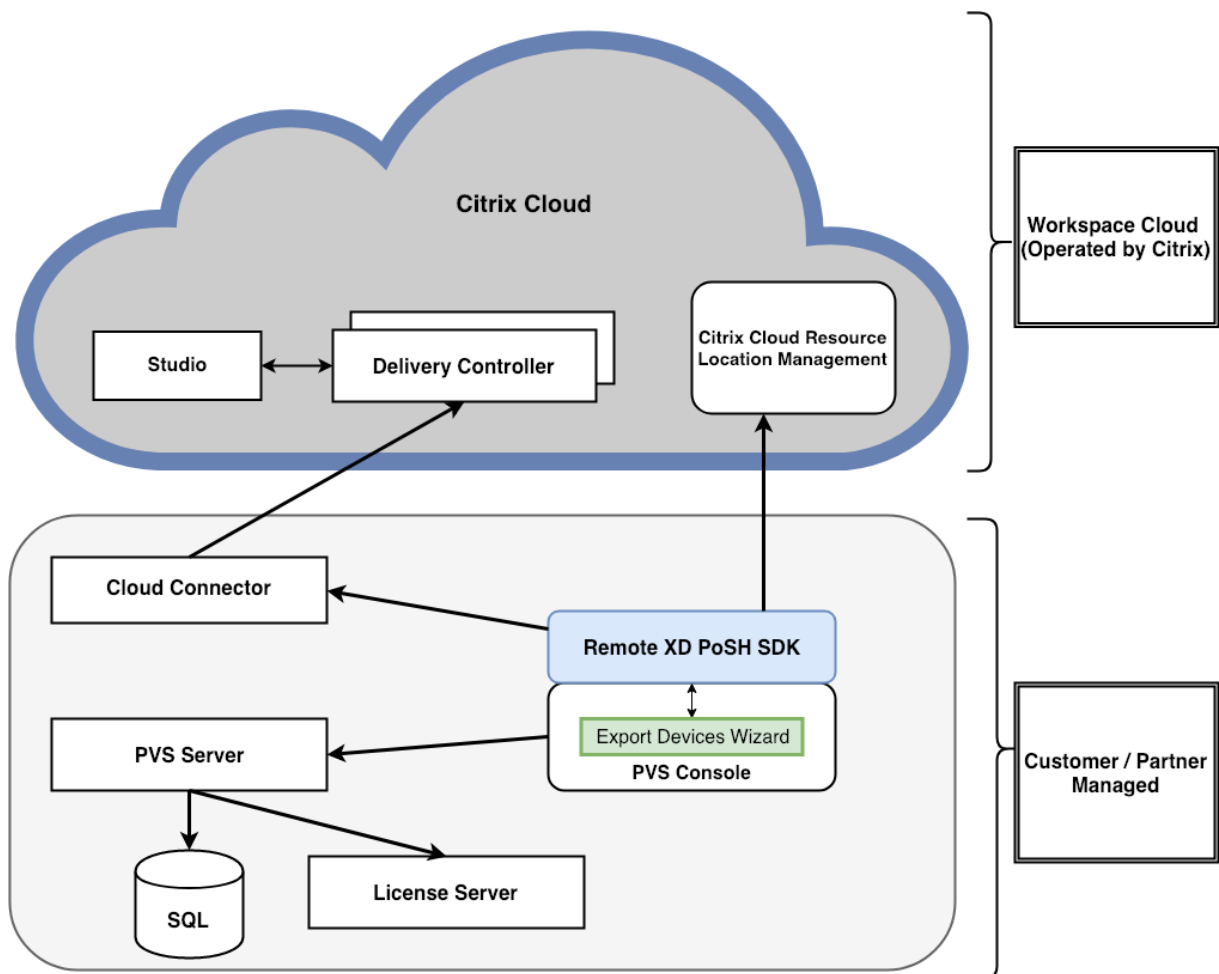 Citrix Cloud
Workspace Cloud
(Operated by Citrix)
Studio
Delivery Controller
Citrix Cloud Resource
Location Management
Cloud Connector
Remote XD PoSH SDK
Export Devices Wizard
PVS Console
PVS Server
Customer / Partner
Managed
SQL
License Server